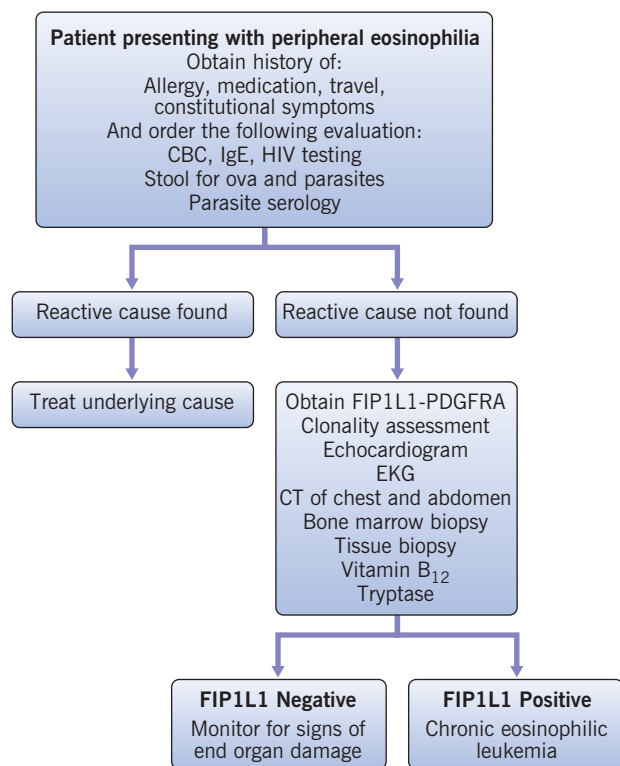 Patient presenting with peripheral eosinophilia
Obtain history of:
Allergy, medication, travel,
constitutional symptoms
And order the following evaluation:
CBC, IgE, HIV testing
Stool for ova and parasites
Parasite serology
Reactive cause found
Reactive cause not found
Treat underlying cause
Obtain FIP1L1-PDGFRA
Clonality assessment
Echocardiogram
EKG
CT of chest and abdomen
Bone marrow biopsy
Tissue biopsy
Vitamin B12
Tryptase
FIP1L1 Negative
Monitor for signs of
end organ damage
FIP1L1 Positive
Chronic eosinophilic
leukemia